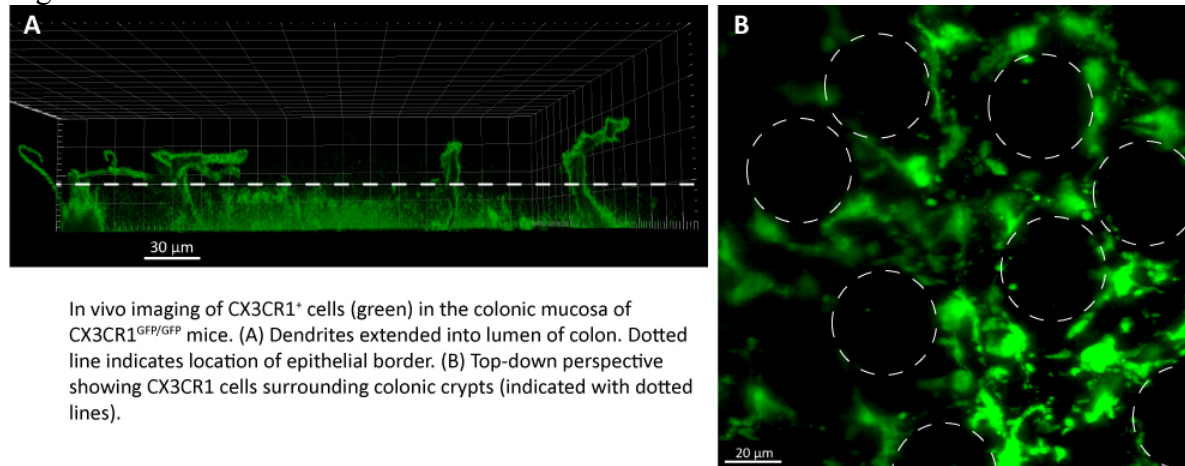 A
B
30 μm
In vivo imaging of CX3CR1⁺ cells (green) in the colonic mucosa of
CX3CR1ᴳᶠᴾ/ᴳᶠᴾ mice. (A) Dendrites extended into lumen of colon. Dotted
line indicates location of epithelial border. (B) Top-down perspective
showing CX3CR1 cells surrounding colonic crypts (indicated with dotted
lines).
20 μm